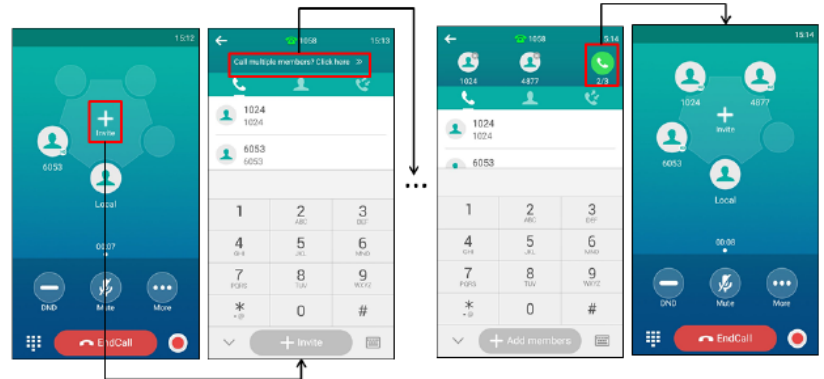 15:12
Invite
6053
Local
00:07
DND
Mute
More
EndCall
1058
15:13
Call multiple members? Click here »
1024
1024
6053
6053
1
2
ABC
3
DEF
4
GHI
5
JKL
6
MNO
7
PQRS
8
TUV
9
WXYZ
*
.@
0
#
+ Invite
...
1058
15:14
1024
4877
2/3
1024
1024
6053
1
2
ABC
3
DEF
4
GHI
5
JKL
6
MNO
7
PQRS
8
TUV
9
WXYZ
*
.@
0
#
+ Add members
15:14
1024
4877
Invite
6053
Local
00:08
DND
Mute
More
EndCall